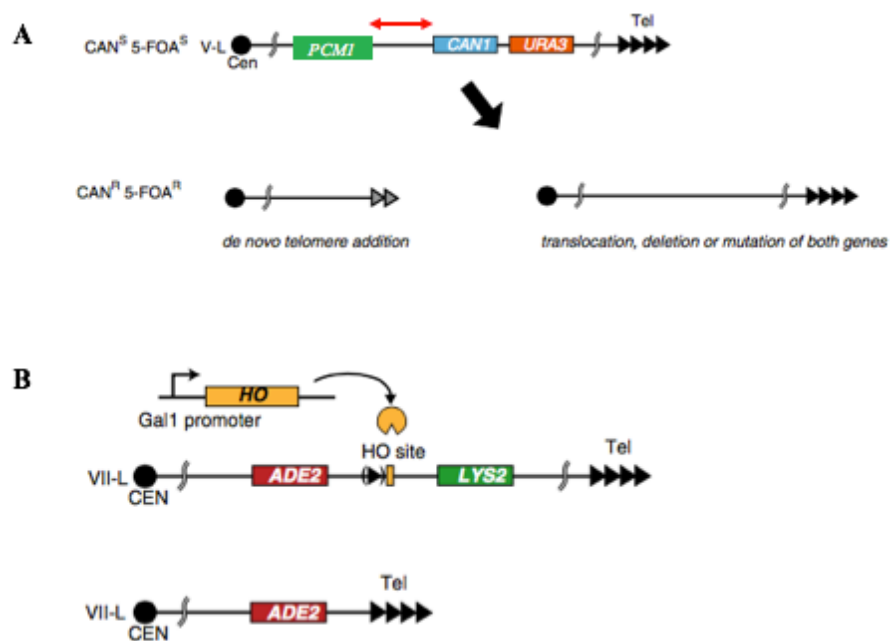 A
CAN^S 5-FOA^S V-L Cen PCMI CAN1 URA3 Tel
CAN^R 5-FOA^R
de novo telomere addition
translocation, deletion or mutation of both genes
B
HO
Gal1 promoter
HO site
VII-L ADE2 LYS2 Tel
CEN
Tel
VII-L ADE2
CEN